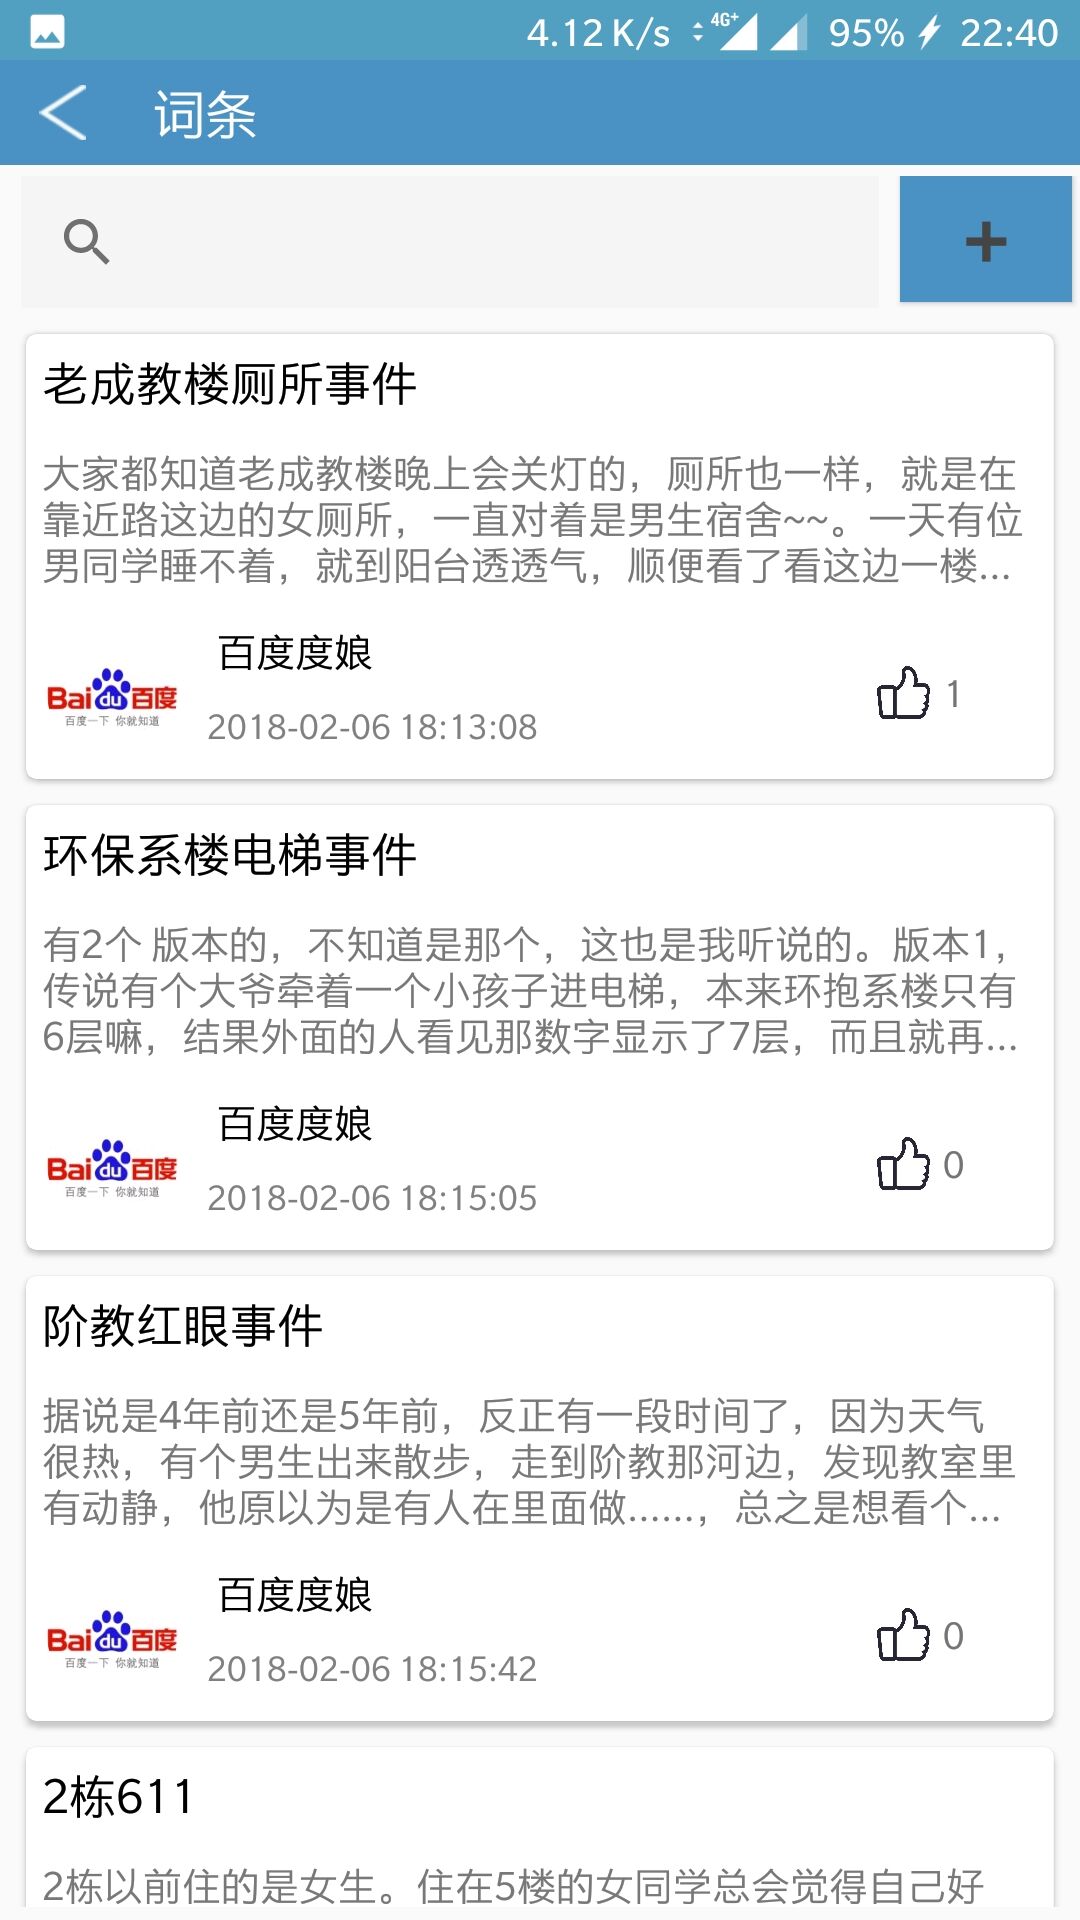 4.12 K/s 4G+ 95% 22:40
词条
老成教楼厕所事件
大家都知道老成教楼晚上会关灯的，厕所也一样，就是在
靠近路这边的女厕所，一直对着是男生宿舍~~。一天有位
男同学睡不着，就到阳台透透气，顺便看了看这边一楼...
百度度娘
Bai du 百度
百度一下 你就知道
2018-02-06 18:13:08
1
环保系楼电梯事件
有2个 版本的，不知道是那个，这也是我听说的。版本1，
传说有个大爷牵着一个小孩子进电梯，本来环抱系楼只有
6层嘛，结果外面的人看见那数字显示了7层，而且就再...
百度度娘
Bai du 百度
百度一下 你就知道
2018-02-06 18:15:05
0
阶教红眼事件
据说是4年前还是5年前，反正有一段时间了，因为天气
很热，有个男生出来散步，走到阶教那河边，发现教室里
有动静，他原以为是有人在里面做......，总之是想看个...
百度度娘
Bai du 百度
百度一下 你就知道
2018-02-06 18:15:42
0
2栋611
2栋以前住的是女生。住在5楼的女同学总会觉得自己好